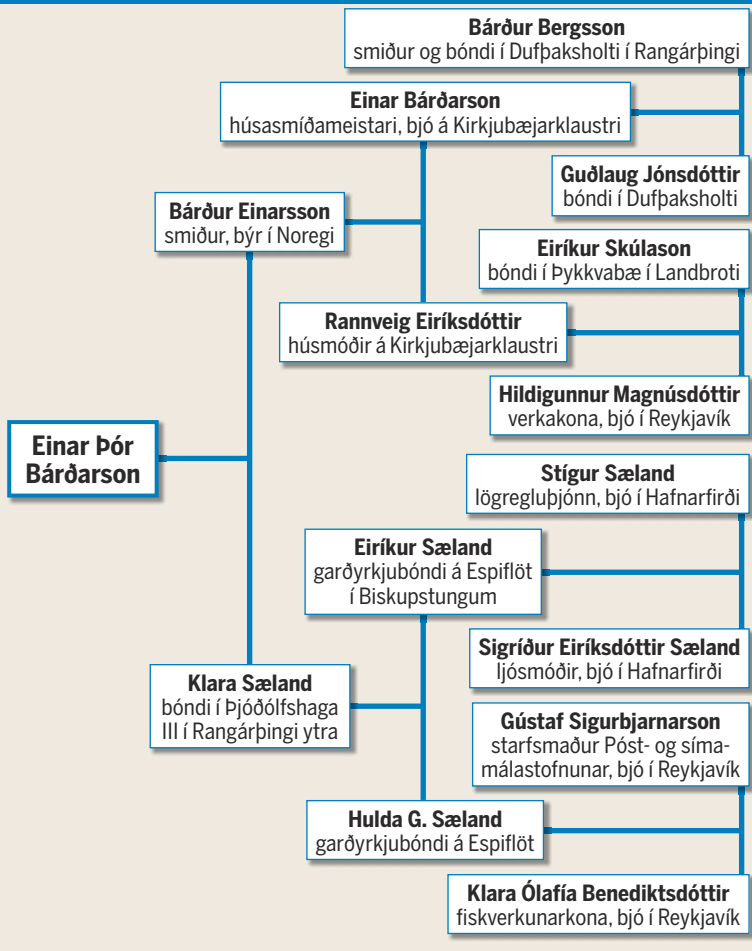 Bárður Bergsson
smiður og bóndi í Dufþaksholti í Rangárþingi
Einar Bárðarson
húsasmíðameistari, bjó á Kirkjubæjarklaustri
Guðlaug Jónsdóttir
bóndi í Dufþaksholti
Bárður Einarsson
smiður, býr í Noregi
Eiríkur Skúlason
bóndi í Þykkvabæ í Landbroti
Rannveig Eiríksdóttir
húsmóðir á Kirkjubæjarklaustri
Hildigunnur Magnúsdóttir
verkakona, bjó í Reykjavík
Einar Þór
Bárðarson
Stígur Sæland
lögregluþjónn, bjó í Hafnarfirði
Eiríkur Sæland
garðyrkjubóndi á Espiflöt
í Biskupstungum
Sigríður Eiríksdóttir Sæland
ljósmóðir, bjó í Hafnarfirði
Klara Sæland
bóndi í Þjóðólfshaga
III í Rangárþingi ytra
Gústaf Sigurbjarnarson
starfsmaður Póst- og síma-
málastofnunar, bjó í Reykjavík
Hulda G. Sæland
garðyrkjubóndi á Espiflöt
Klara Ólafía Benediktsdóttir
fiskverkunarkona, bjó í Reykjavík